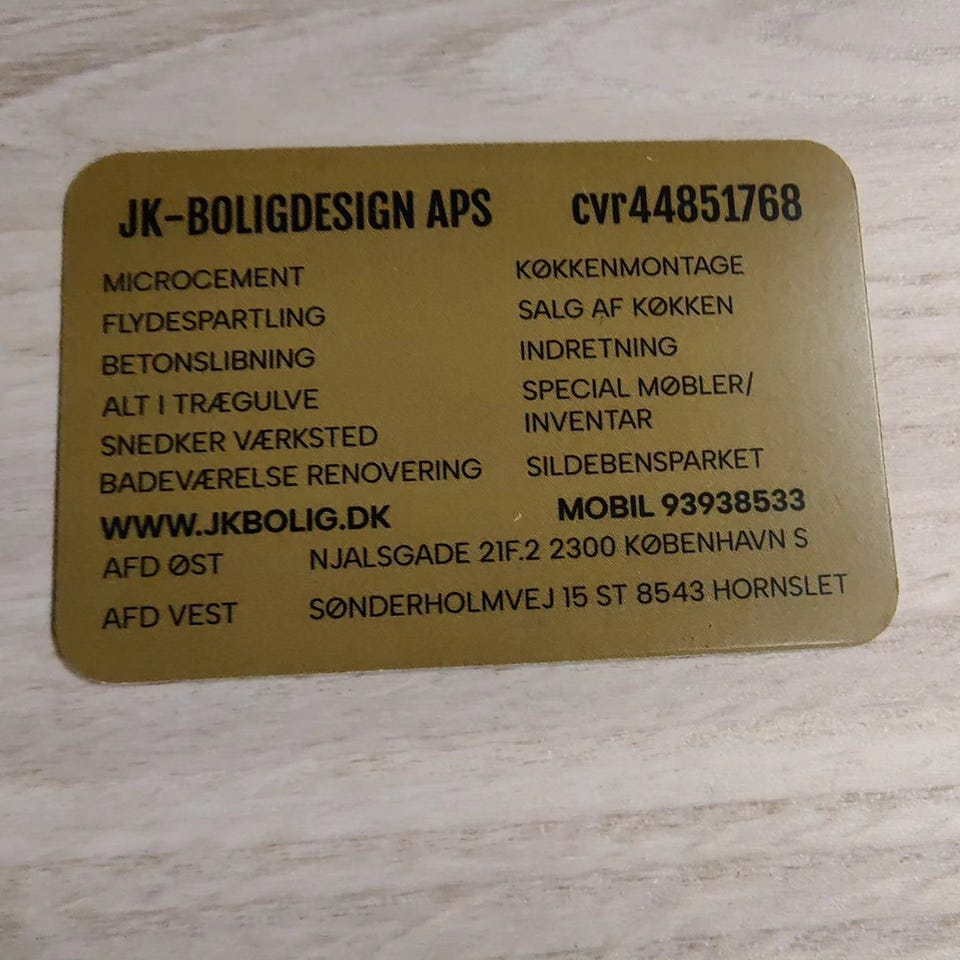 JK-BOLIGDESIGN APS cvr44851768
MICROCEMENT KØKKENMONTAGE
FLYDESPARTLING SALG AF KØKKEN
BETONSLIBNING INDRETNING
ALT I TRÆGULVE SPECIAL MØBLER/
SNEDKER VÆRKSTED INVENTAR
BADEVÆRELSE RENOVERING SILDEBENSPARKET
WWW.JKBOLIG.DK MOBIL 93938533
AFD ØST NJALSGADE 21F.2 2300 KØBENHAVN S
AFD VEST SØNDERHOLMVEJ 15 ST 8543 HORNSLET